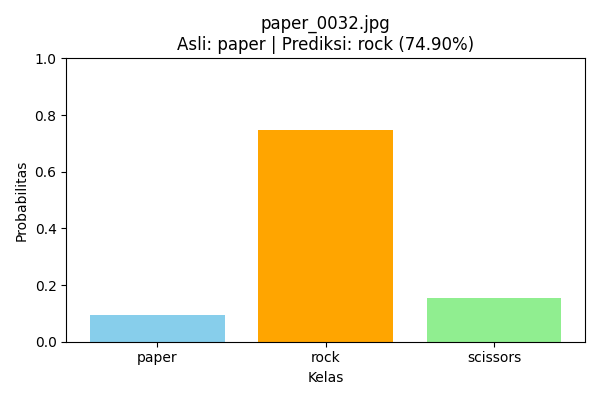 paper_0032.jpg
Asli: paper | Prediksi: rock (74.90%)
1.0
0.8
0.6
0.4
0.2
0.0
Probabilitas
paper rock scissors
Kelas